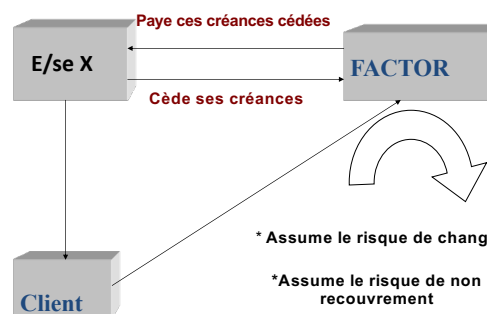 Paye ces créances cédées
E/se X
FACTOR
Cède ses créances
* Assume le risque de chang
*Assume le risque de non
recouvrement
Client